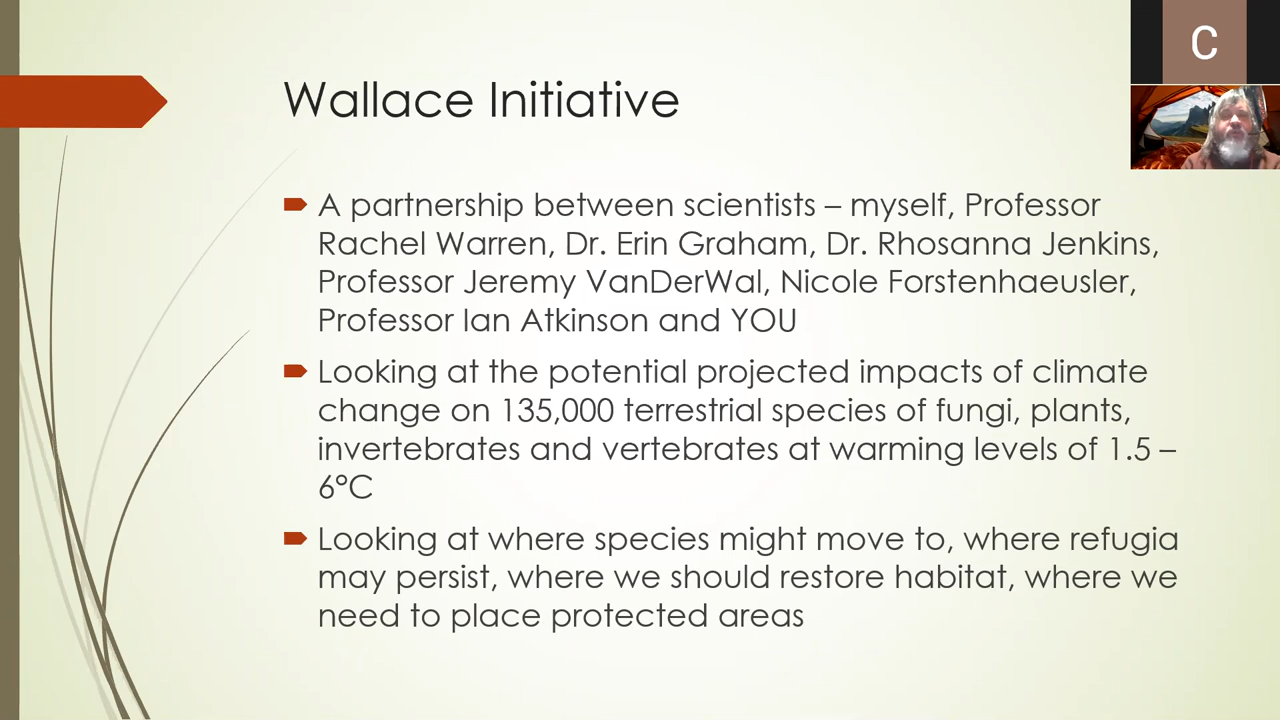 Wallace Initiative
A partnership between scientists – myself, Professor
Rachel Warren, Dr. Erin Graham, Dr. Rhosanna Jenkins,
Professor Jeremy VanDerWal, Nicole Forstenhaeusler,
Professor Ian Atkinson and YOU
Looking at the potential projected impacts of climate
change on 135,000 terrestrial species of fungi, plants,
invertebrates and vertebrates at warming levels of 1.5 –
6°C
Looking at where species might move to, where refugia
may persist, where we should restore habitat, where we
need to place protected areas
C